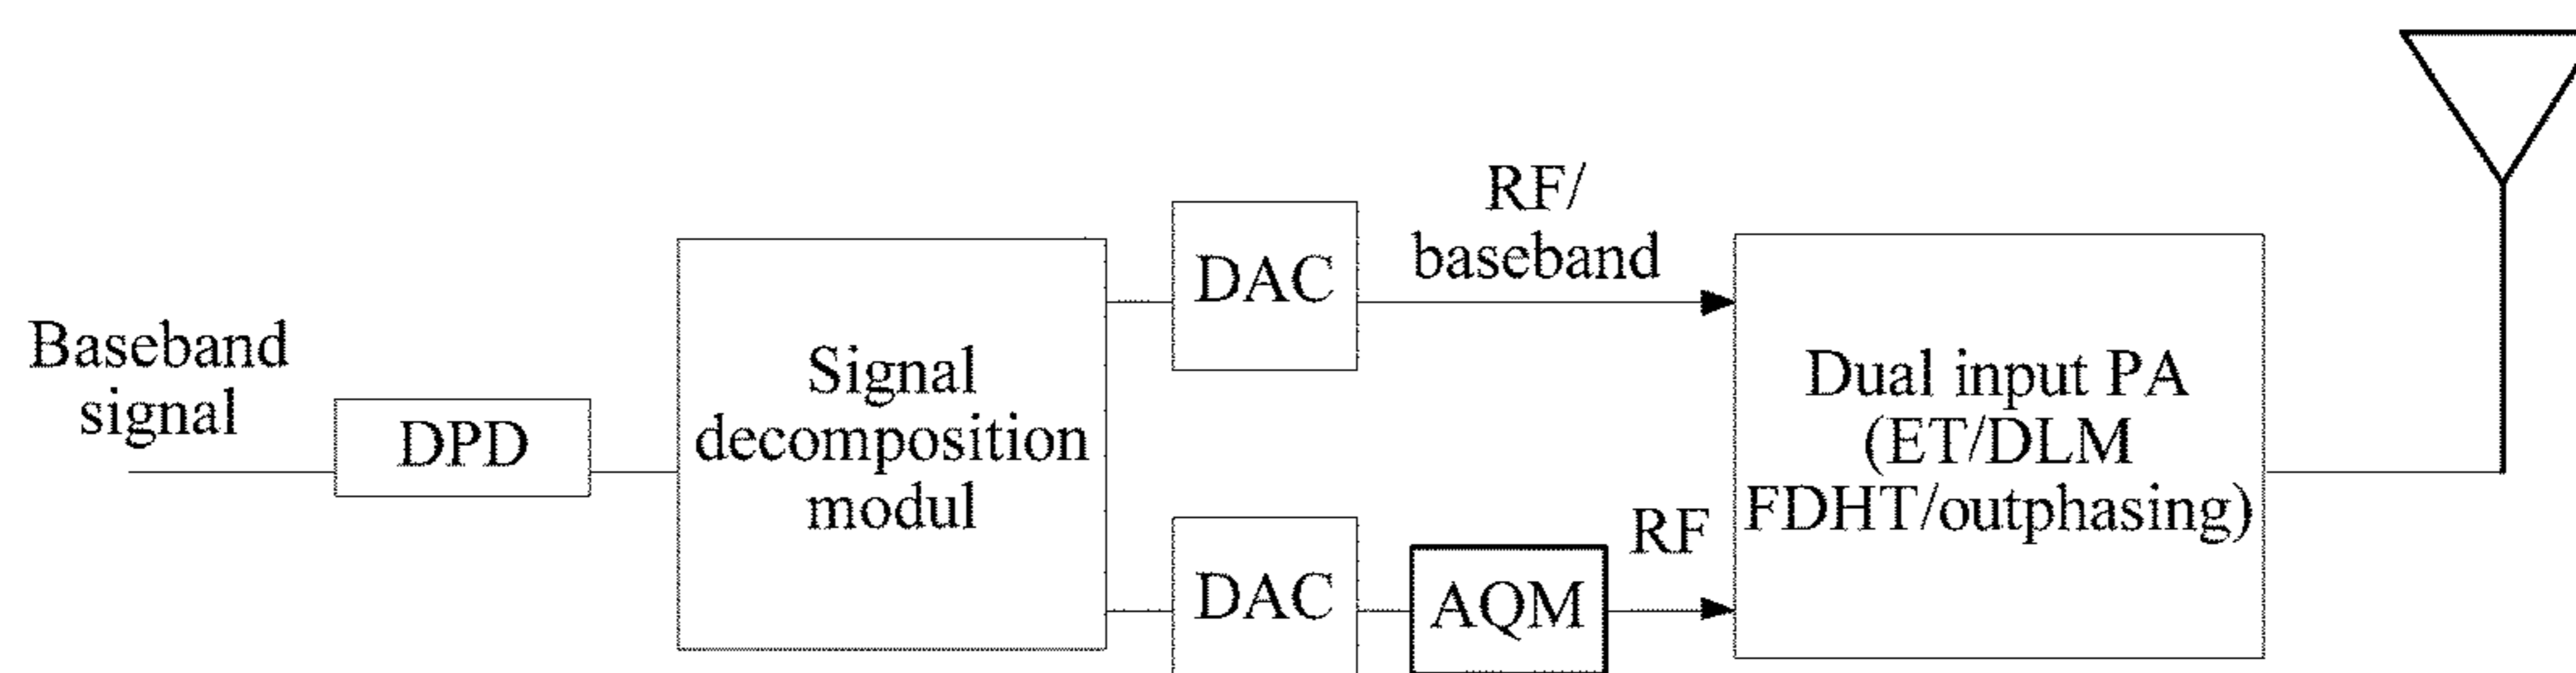 Baseband
signal
DPD
Signal
decomposition
modul
DAC
RF/
baseband
DAC
AQM
RF
Dual input PA
(ET/DLM
FDHT/outphasing)